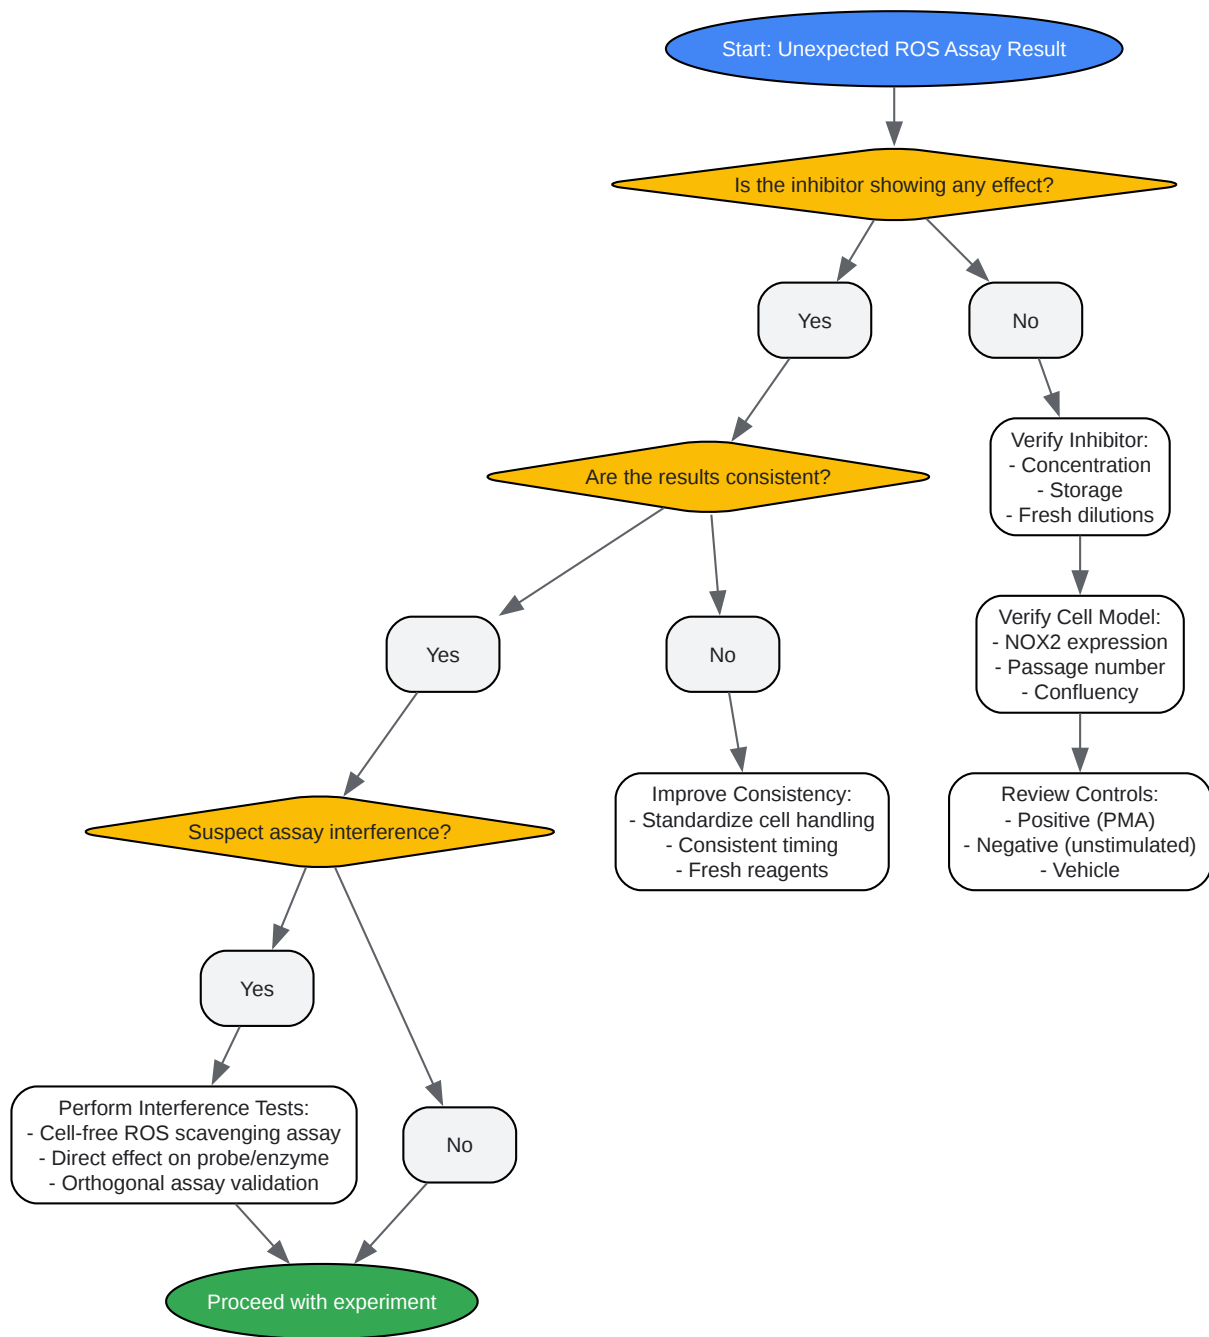 Start: Unexpected ROS Assay Result
Is the inhibitor showing any effect?
Yes
No
Verify Inhibitor:
- Concentration
- Storage
- Fresh dilutions
Are the results consistent?
Yes
No
Verify Cell Model:
- NOX2 expression
- Passage number
- Confluency
Suspect assay interference?
Improve Consistency:
- Standardize cell handling
- Consistent timing
- Fresh reagents
Review Controls:
- Positive (PMA)
- Negative (unstimulated)
- Vehicle
Yes
Perform Interference Tests:
- Cell-free ROS scavenging assay
- Direct effect on probe/enzyme
- Orthogonal assay validation
No
Proceed with experiment